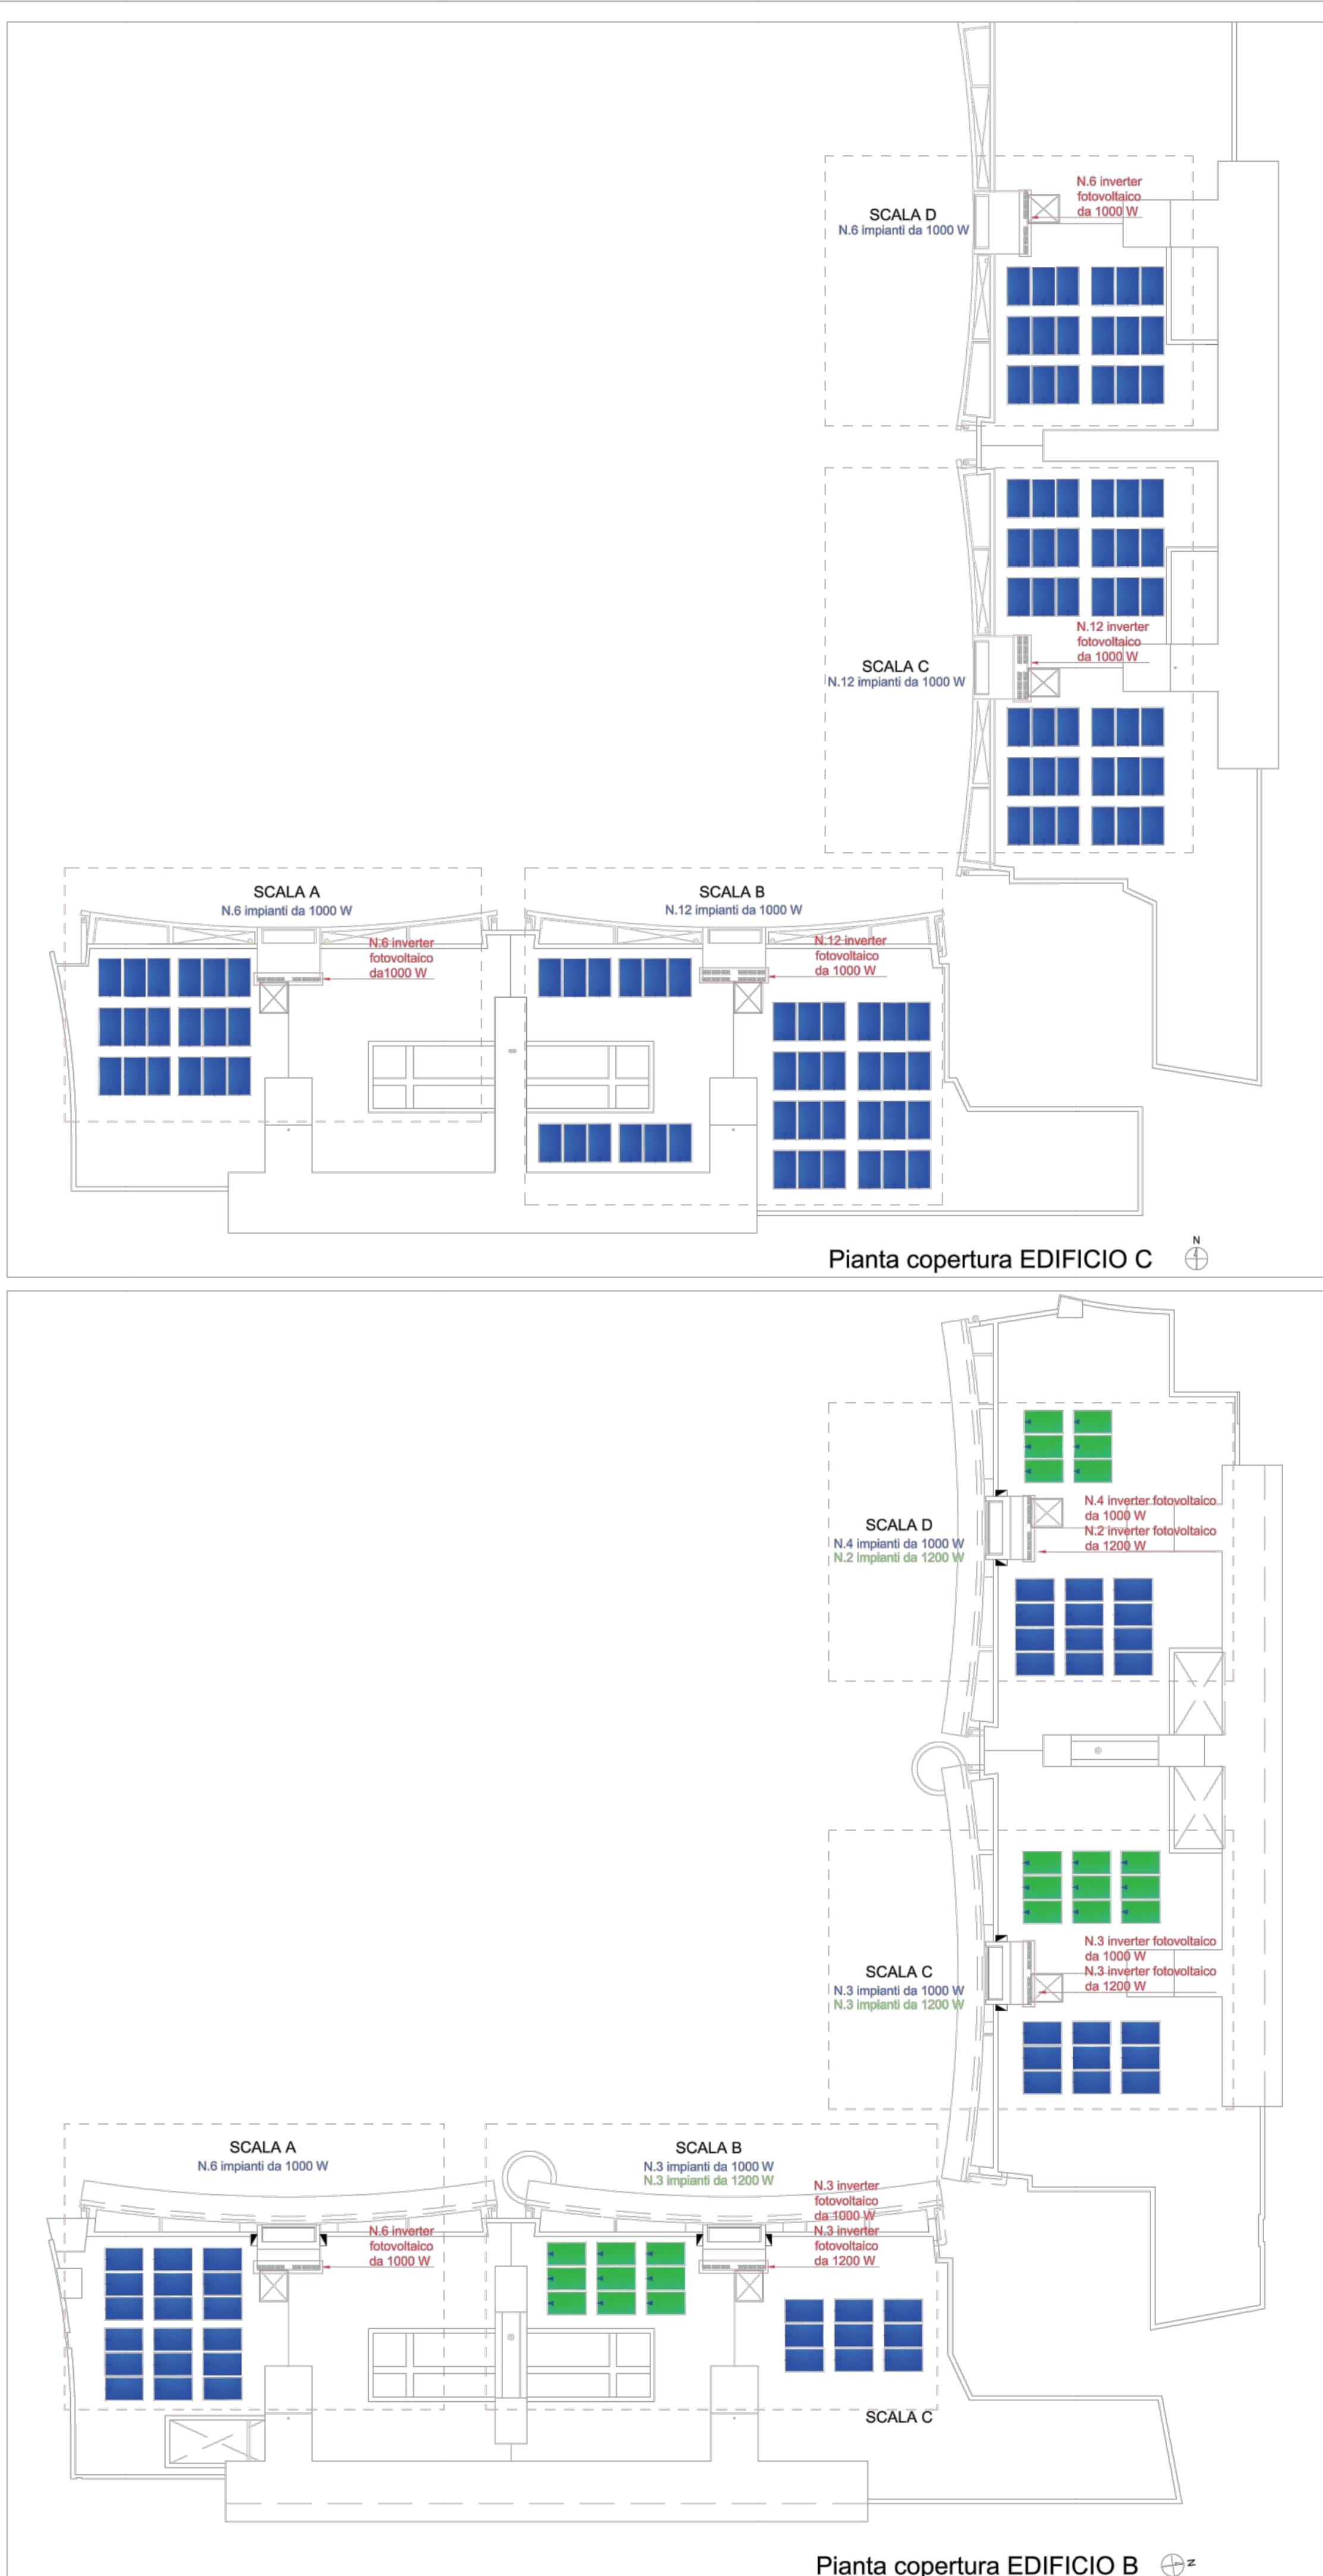 N.6 inverter
fotovoltaico
da 1000 W
SCALA D
N.6 impianti da 1000 W
N.12 inverter
fotovoltaico
da 1000 W
SCALA C
N.12 impianti da 1000 W
SCALA A
N.6 impianti da 1000 W
N.6 inverter
fotovoltaico
da1000 W
SCALA B
N.12 impianti da 1000 W
N.12 inverter
fotovoltaico
da 1000 W
Pianta copertura EDIFICIO C
N
N.4 inverter fotovoltaico
da 1000 W
N.2 inverter fotovoltaico
da 1200 W
SCALA D
N.4 impianti da 1000 W
N.2 impianti da 1200 W
N.3 inverter fotovoltaico
da 1000 W
N.3 inverter fotovoltaico
da 1200 W
SCALA C
N.3 impianti da 1000 W
N.3 impianti da 1200 W
SCALA A
N.6 impianti da 1000 W
N.6 inverter
fotovoltaico
da 1000 W
SCALA B
N.3 impianti da 1000 W
N.3 impianti da 1200 W
N.3 inverter
fotovoltaico
da 1000 W
N.3 inverter
fotovoltaico
da 1200 W
SCALA C
Pianta copertura EDIFICIO B
N